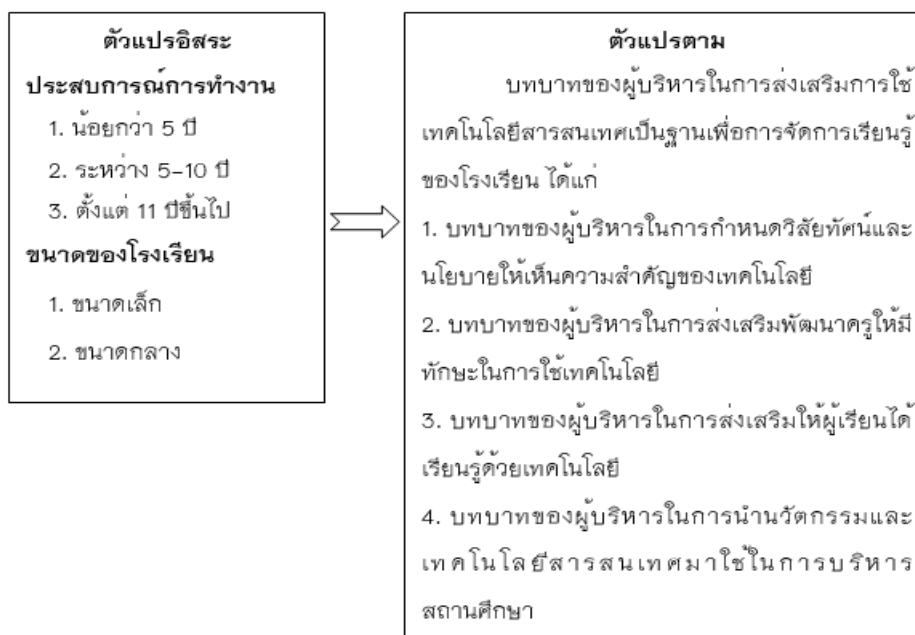 ตัวแปรอิสระ
ประสบการณ์การทำงาน
1. น้อยกว่า 5 ปี
2. ระหว่าง 5-10 ปี
3. ตั้งแต่ 11 ปีขึ้นไป
ขนาดของโรงเรียน
1. ขนาดเล็ก
2. ขนาดกลาง
ตัวแปรตาม
บทบาทของผู้บริหารในการส่งเสริมการใช้
เทคโนโลยีสารสนเทศเป็นฐานเพื่อการจัดการเรียนรู้
ของโรงเรียน ได้แก่
1. บทบาทของผู้บริหารในการกำหนดวิสัยทัศน์และ
นโยบายให้เห็นความสำคัญของเทคโนโลยี
2. บทบาทของผู้บริหารในการส่งเสริมพัฒนาครูให้มี
ทักษะในการใช้เทคโนโลยี
3. บทบาทของผู้บริหารในการส่งเสริมให้ผู้เรียนได้
เรียนรู้ด้วยเทคโนโลยี
4. บทบาทของผู้บริหารในการนำนวัตกรรมและ
เทคโนโลยีสารสนเทศมาใช้ในการบริหาร
สถานศึกษา